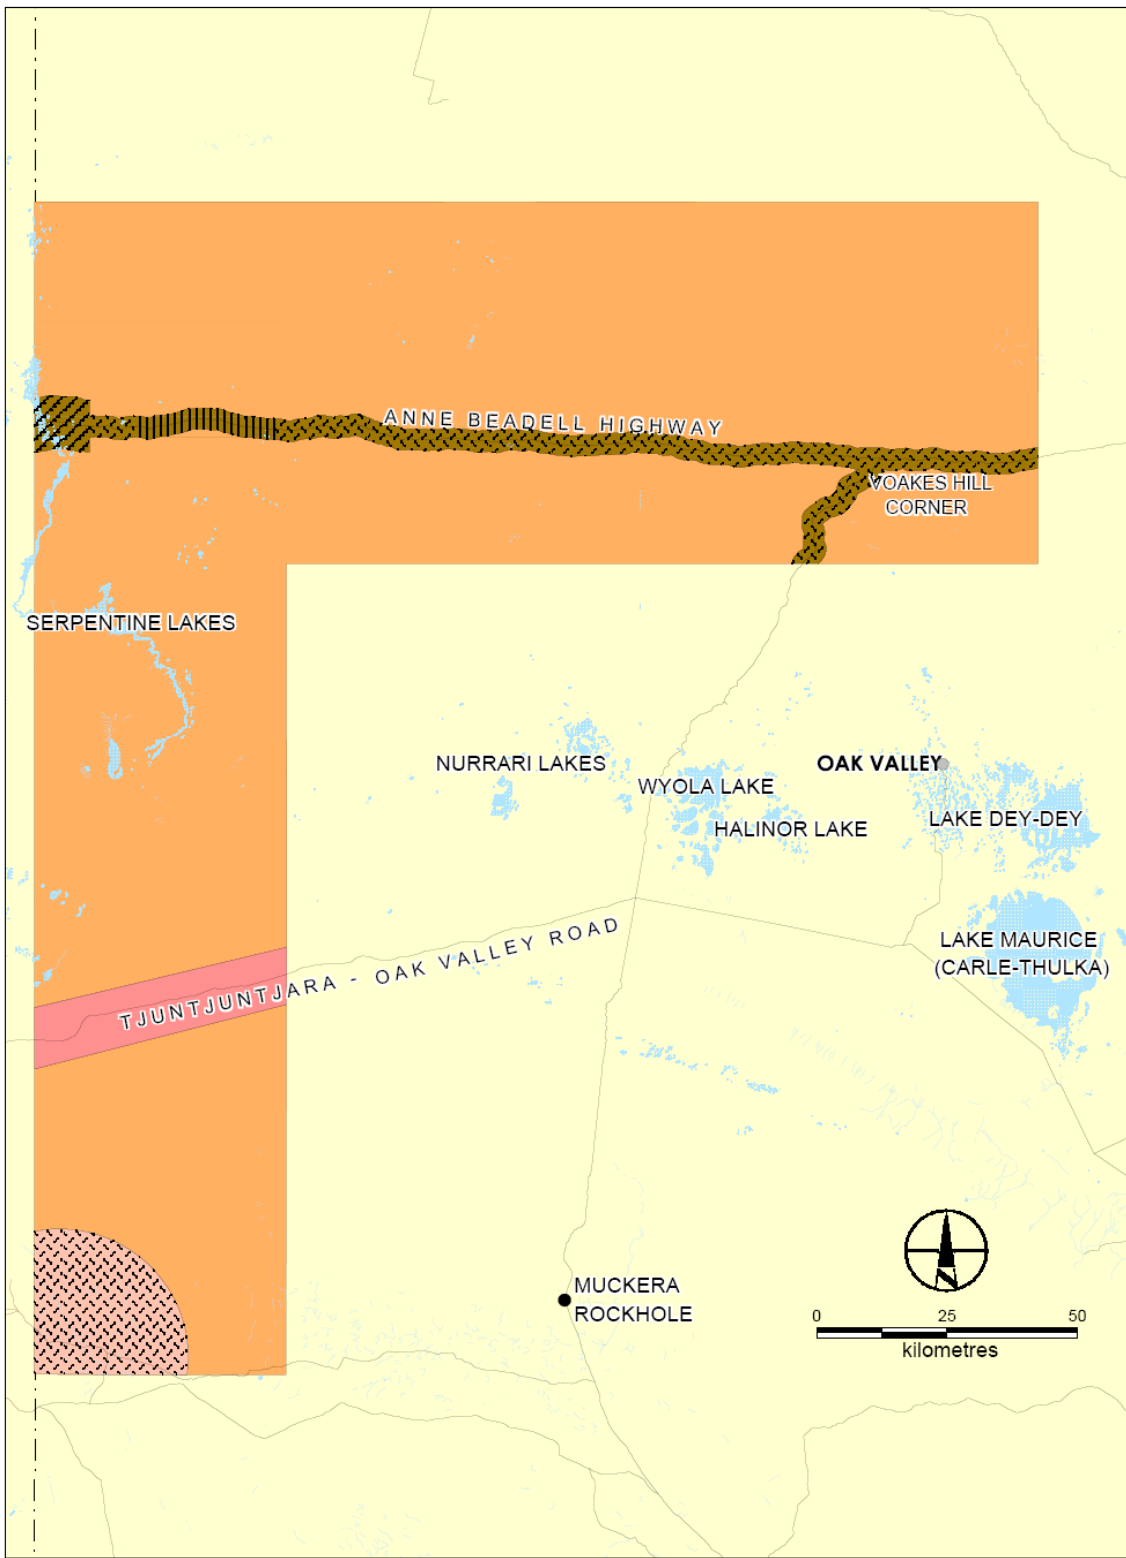 ANNE BEADELL HIGHWAY
VOAKES HILL
CORNER
SERPENTINE LAKES
NURRARI LAKES
OAK VALLEY
WYOLA LAKE
LAKE DEY-DEY
HALINOR LAKE
TJUNTJUNTJARA - OAK VALLEY ROAD
LAKE MAURICE
(CARLE-THULKA)
N
MUCKERA
ROCKHOLE
0 25 50
kilometres